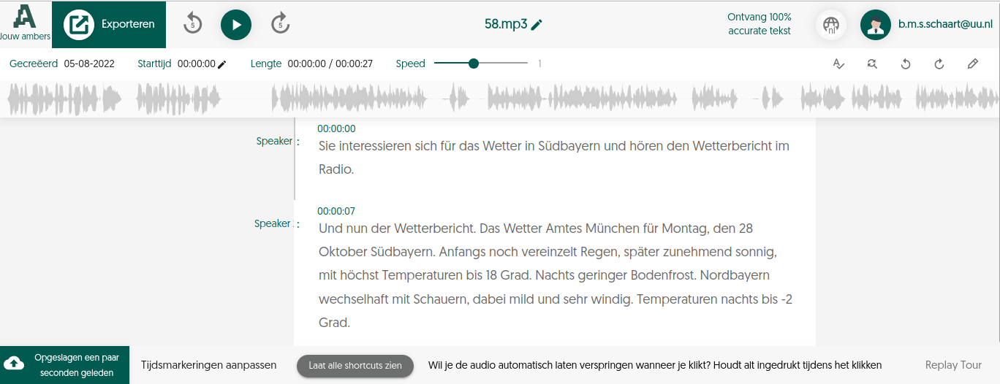 Jouw ambers
Exporteren
5
5
58.mp3
Ontvang 100%
accurate tekst
nl
b.m.s.schaart@uu.nl
Gecreëerd 05-08-2022 Starttijd 00:00:00 Lengte 00:00:00 / 00:00:27 Speed 1
00:00:00
Speaker :
Sie interessieren sich für das Wetter in Südbayern und hören den Wetterbericht im
Radio.
00:00:07
Speaker :
Und nun der Wetterbericht. Das Wetter Amtes München für Montag, den 28
Oktober Südbayern. Anfangs noch vereinzelt Regen, später zunehmend sonnig,
mit höchst Temperaturen bis 18 Grad. Nachts geringer Bodenfrost. Nordbayern
wechselhaft mit Schauern, dabei mild und sehr windig. Temperaturen nachts bis -2
Grad.
Opgeslagen een paar
seconden geleden
Tijdsmarkeringen aanpassen
Laat alle shortcuts zien
Wil je de audio automatisch laten verspringen wanneer je klikt? Houdt alt ingedrukt tijdens het klikken
Replay Tour